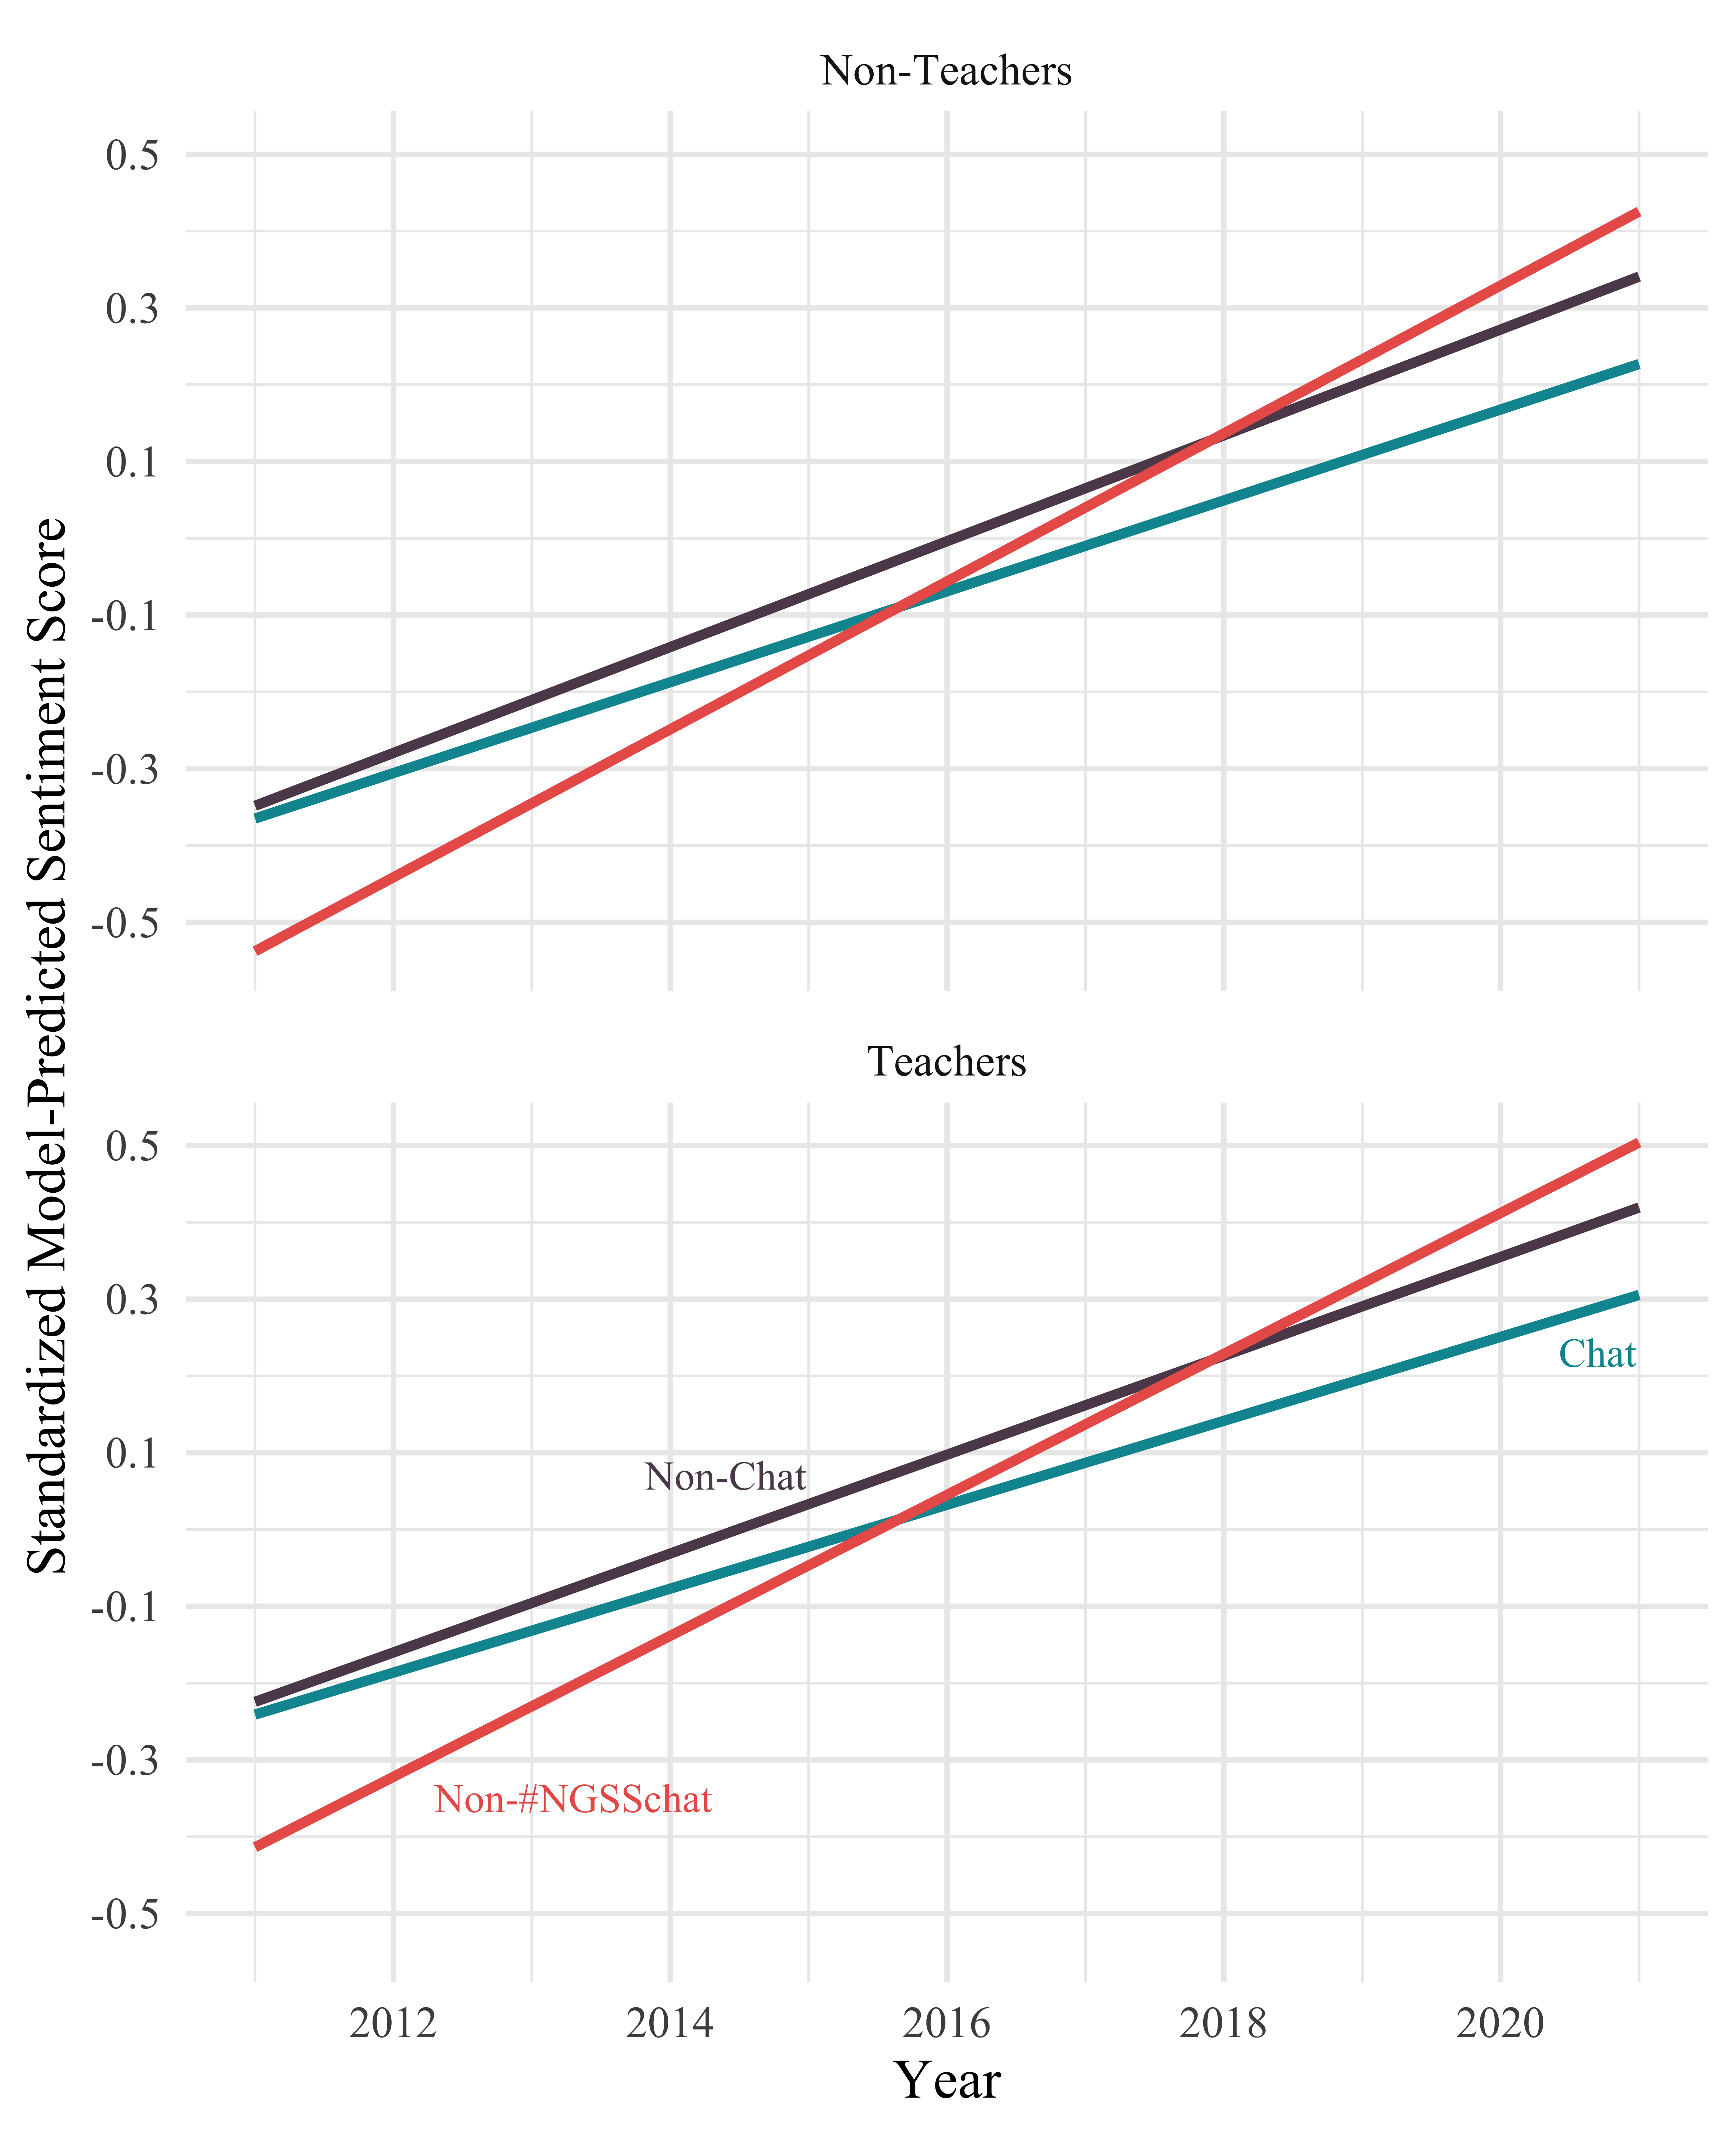 Non-Teachers
0.5
0.3
0.1
-0.1
-0.3
-0.5
Standardized Model-Predicted Sentiment Score
Teachers
0.5
0.3
0.1
-0.1
-0.3
-0.5
Chat
Non-Chat
Non-#NGSSchat
2012 2014 2016 2018 2020
Year